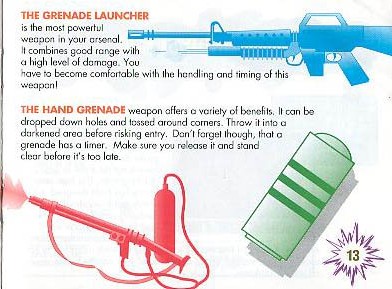 THE GRENADE LAUNCHER
is the most powerful
weapon in your arsenal.
It combines good range with
a high level of damage. You
have to become comfortable with the handling and timing of this
weapon!
THE HAND GRENADE weapon offers a variety of benefits. It can be
dropped down holes and tossed around corners. Throw it into a
darkened area before risking entry. Don't forget though, that a
grenade has a timer. Make sure you release it and stand
clear before it's too late.
13